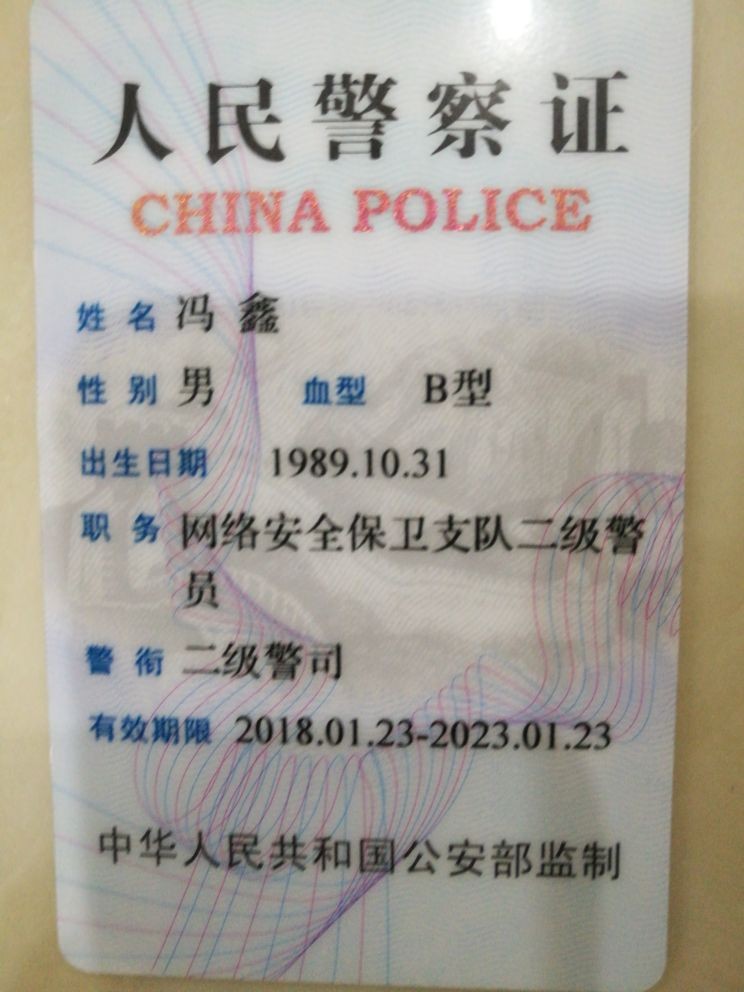 人民警察证
CHINA POLICE
姓名 冯 鑫
性别 男 血型 B型
出生日期 1989.10.31
职务 网络安全保卫支队二级警
员
警衔 二级警司
有效期限 2018.01.23-2023.01.23
中华人民共和国公安部监制